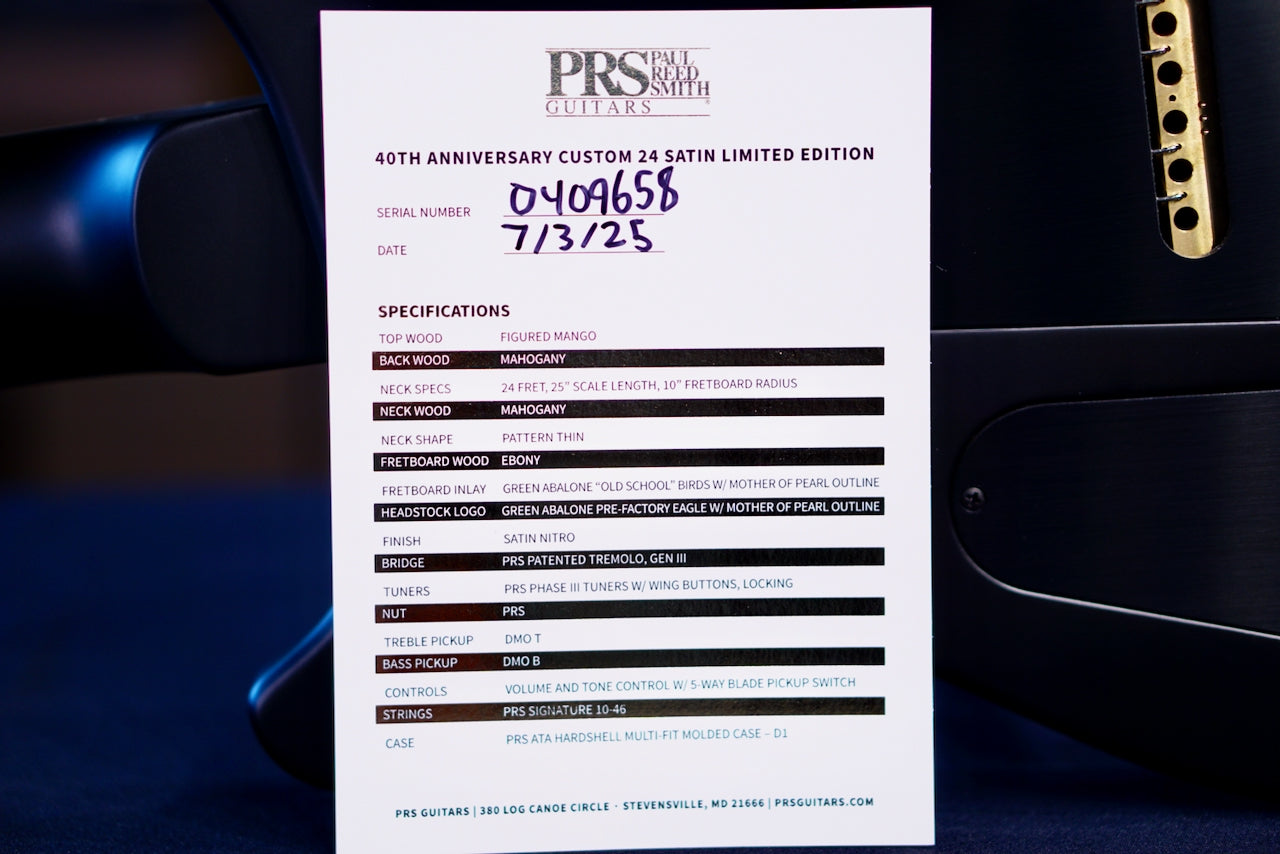 PRS PAUL REED SMITH
GUITARS
40TH ANNIVERSARY CUSTOM 24 SATIN LIMITED EDITION
SERIAL NUMBER 0409658
DATE 7/3/25
SPECIFICATIONS
TOP WOOD FIGURED MANGO
BACK WOOD MAHOGANY
NECK SPECS 24 FRET, 25” SCALE LENGTH, 10” FRETBOARD RADIUS
NECK WOOD MAHOGANY
NECK SHAPE PATTERN THIN
FRETBOARD WOOD EBONY
FRETBOARD INLAY GREEN ABALONE “OLD SCHOOL” BIRDS W/ MOTHER OF PEARL OUTLINE
HEADSTOCK LOGO GREEN ABALONE PRE-FACTORY EAGLE W/ MOTHER OF PEARL OUTLINE
FINISH SATIN NITRO
BRIDGE PRS PATENTED TREMOLO, GEN III
TUNERS PRS PHASE III TUNERS W/ WING BUTTONS, LOCKING
NUT PRS
TREBLE PICKUP DMO T
BASS PICKUP DMO B
CONTROLS VOLUME AND TONE CONTROL W/ 5-WAY BLADE PICKUP SWITCH
STRINGS PRS SIGNATURE 10-46
CASE PRS ATA HARDSHELL MULTI-FIT MOLDED CASE – D1
PRS GUITARS | 380 LOG CANOE CIRCLE · STEVENSVILLE, MD 21666 | PRSGUITARS.COM